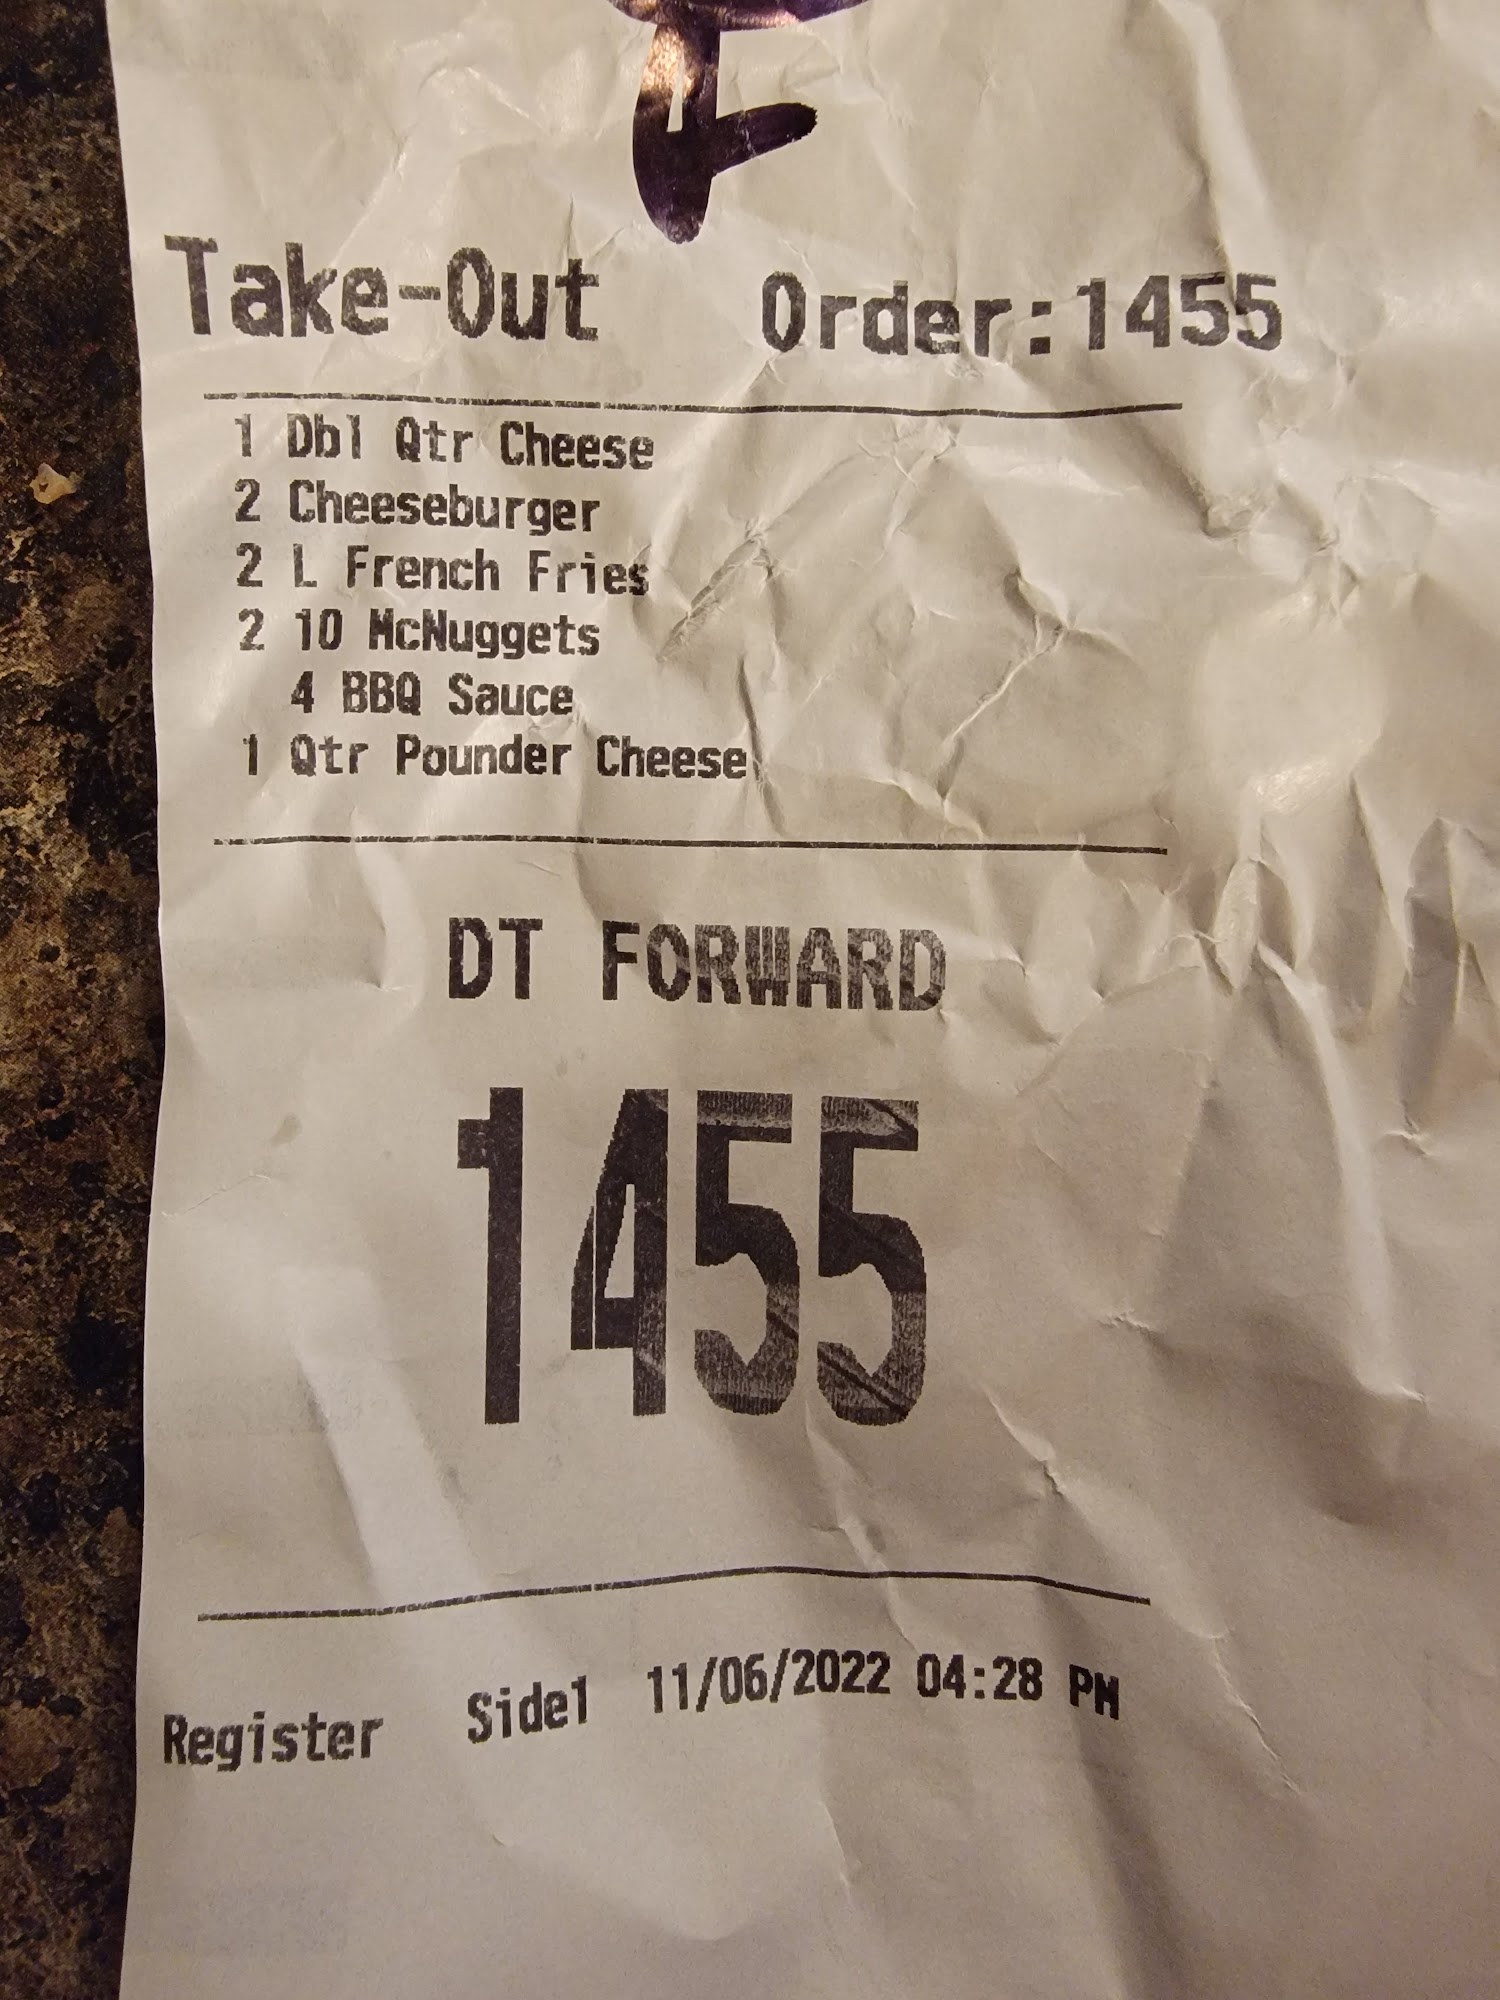 Take-Out Order:1455
1 Dbl Qtr Cheese
2 Cheeseburger
2 L French Fries
2 10 McNuggets
4 BBQ Sauce
1 Qtr Pounder Cheese
DT FORWARD
1455
Register Side1 11/06/2022 04:28 PM